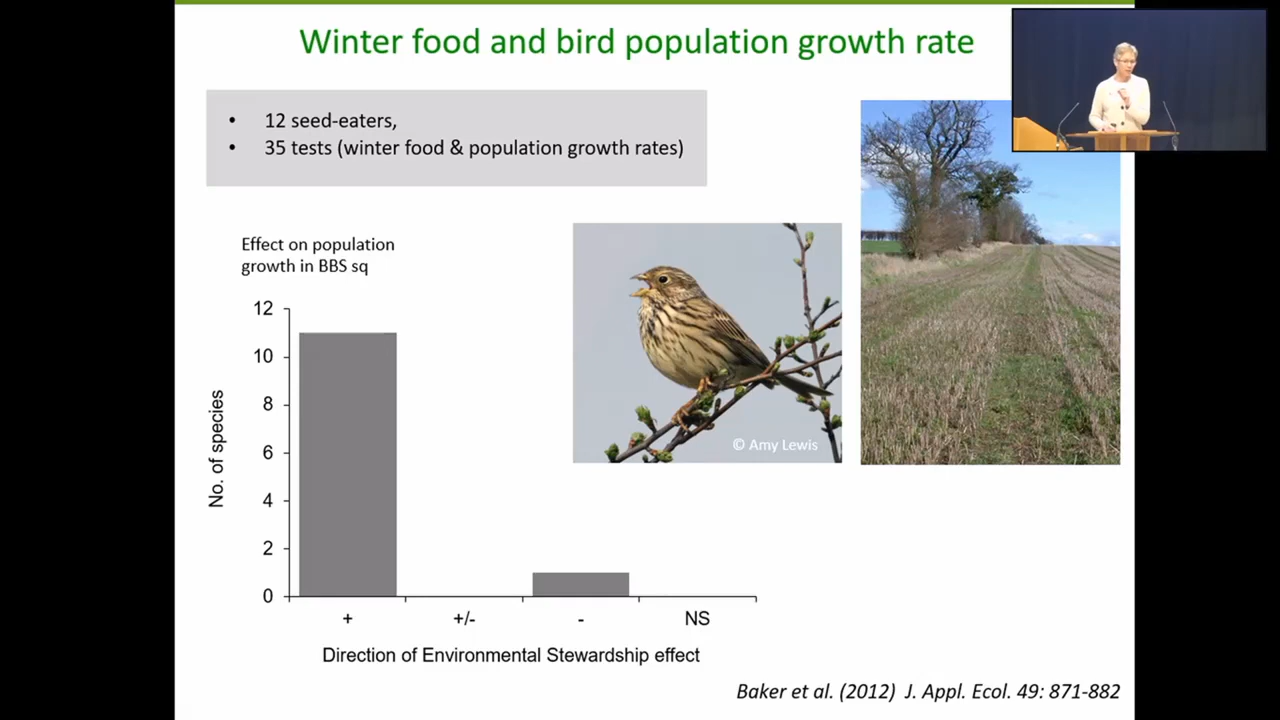 Winter food and bird population growth rate
• 12 seed-eaters,
• 35 tests (winter food & population growth rates)
Effect on population
growth in BBS sq
12
10
8
6
4
2
0
No. of species
+
+/-
-
NS
Direction of Environmental Stewardship effect
© Amy Lewis
Baker et al. (2012) J. Appl. Ecol. 49: 871-882